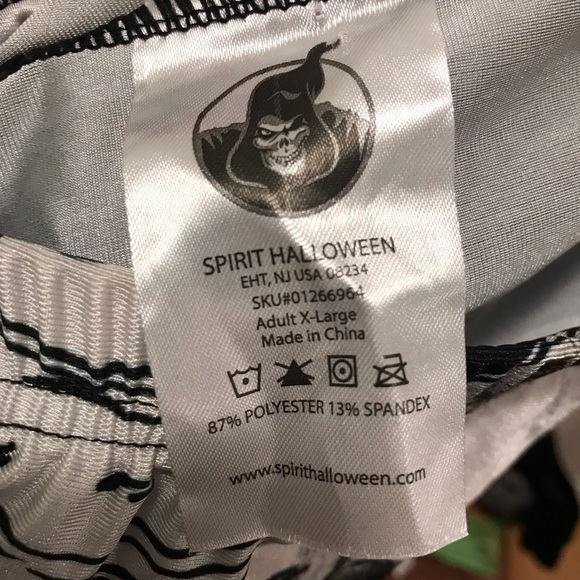 SPIRIT HALLOWEEN
EHT, NJ USA 08234
SKU#01266964
Adult X-Large
Made in China
87% POLYESTER 13% SPANDEX
www.spirithalloween.com